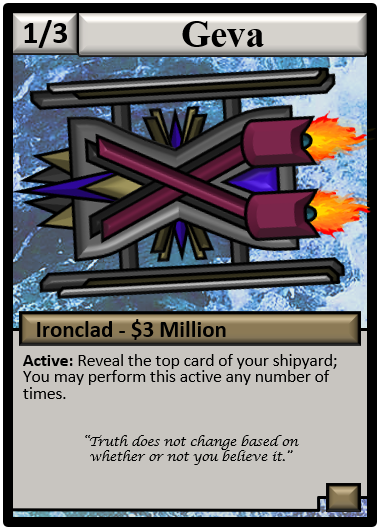 1/3 Geva
Ironclad - $3 Million
Active: Reveal the top card of your shipyard;
You may perform this active any number of
times.
"Truth does not change based on
whether or not you believe it."